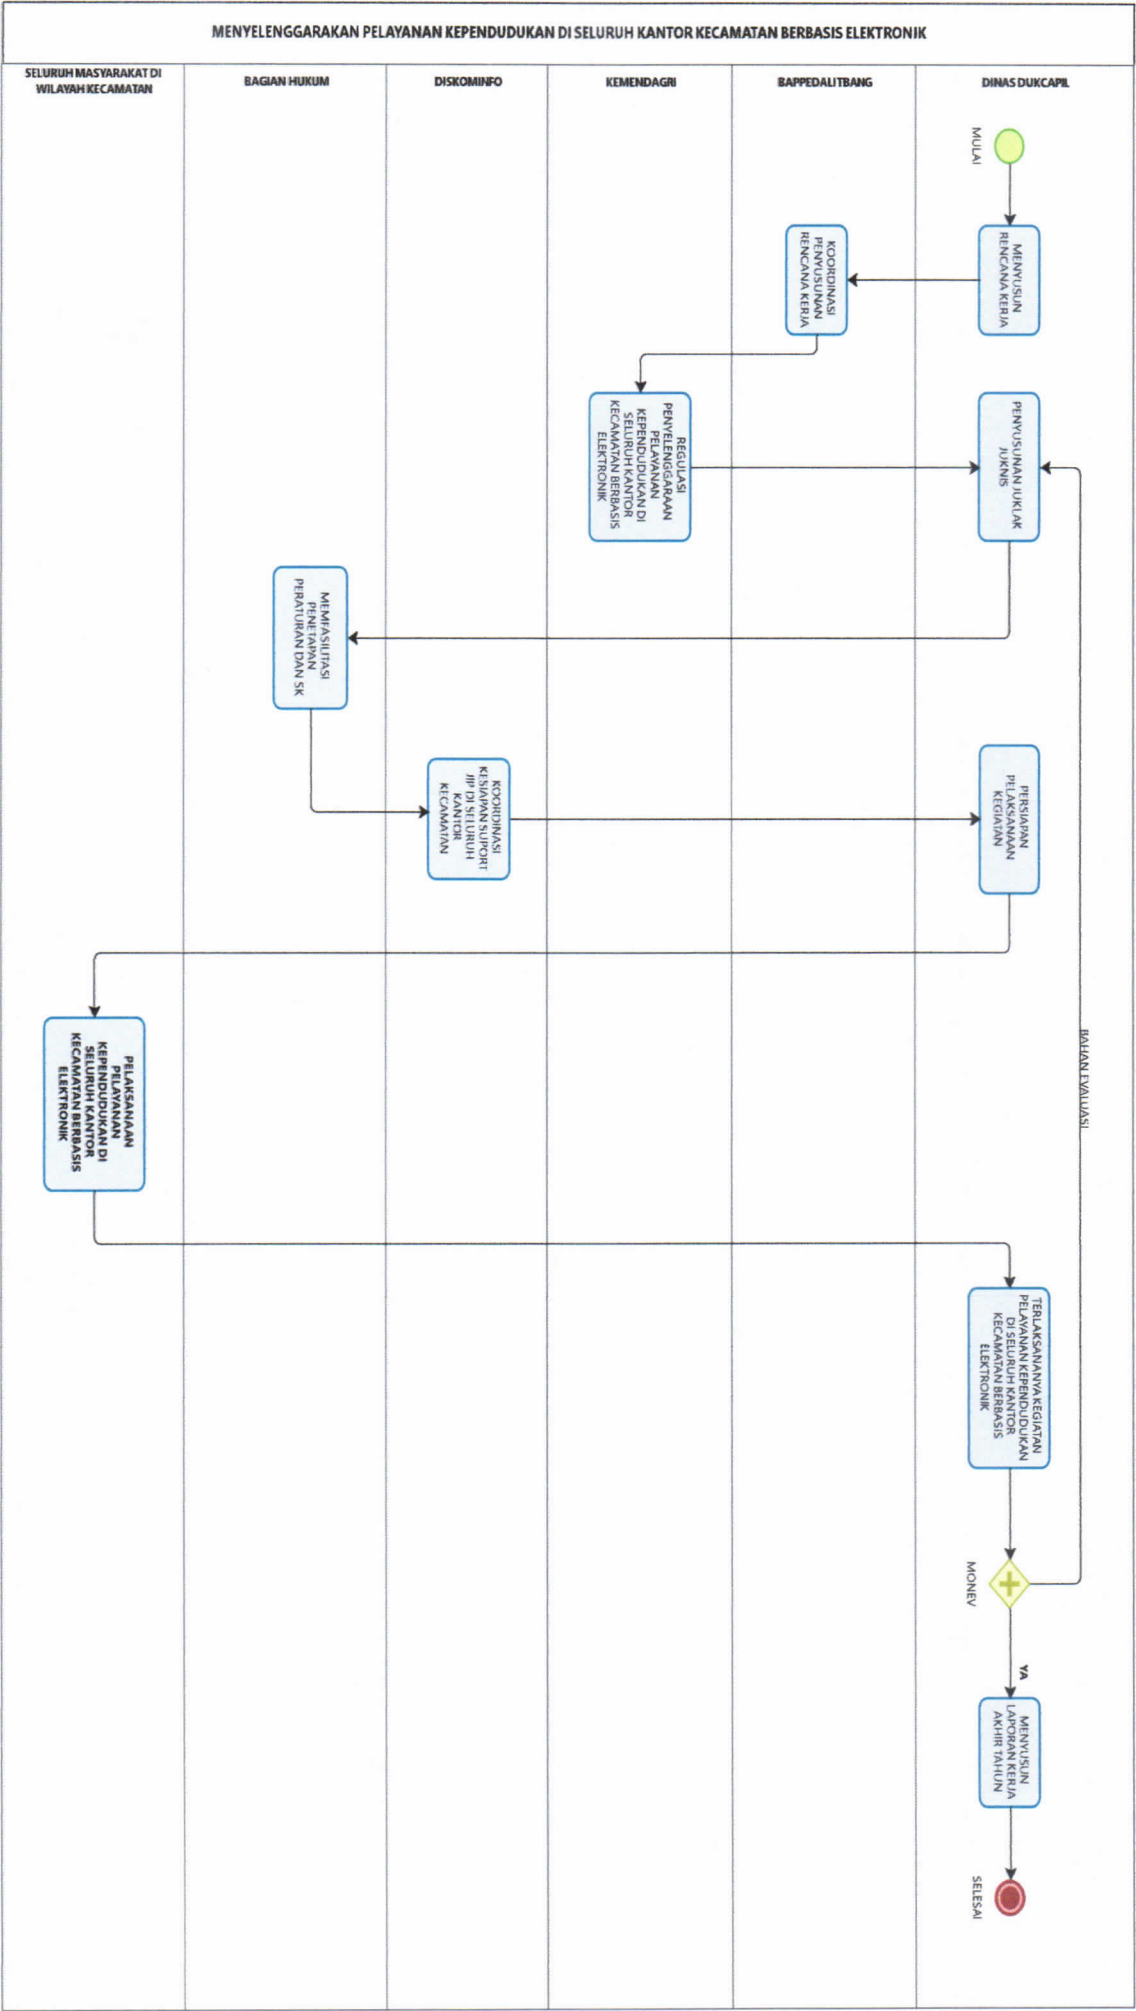 MENYELENGGARAKAN PELAYANAN KEPENDUDUKAN DI SELURUH KANTOR KECAMATAN BERBASIS ELEKTRONIK
SELURUH MASYARAKAT DI
WILAYAH KECAMATAN
BAGIAN HUKUM
DISKOMINFO
KEMENDAGRI
BAPPEDALITBANG
DINAS DUKCAPIL
MULAI
MENYUSUN
RENCANA KERJA
KOORDINASI
PENYUSUNAN
RENCANA KERJA
REGULASI
PENYELENGGARAAN
PELAYANAN
KEPENDUDUKAN DI
SELURUH KANTOR
KECAMATAN BERBASIS
ELEKTRONIK
PENYUSUNAN JUKLAK
JUKNIS
MEMFASILITASI
PENETAPAN
PERATURAN DAN SK
KOORDINASI
KESIAPAN SUPORT
JIP DI SELURUH
KANTOR
KECAMATAN
PERSIAPAN
PELAKSANAAN
KEGIATAN
PELAKSANAAN
PELAYANAN
KEPENDUDUKAN DI
SELURUH KANTOR
KECAMATAN BERBASIS
ELEKTRONIK
BAHAN EVALUASI
TERLAKSANANYA KEGIATAN
PELAYANAN KEPENDUDUKAN
DI SELURUH KANTOR
KECAMATAN BERBASIS
ELEKTRONIK
MONEV
YA
MENYUSUN
LAPORAN KERJA
AKHIR TAHUN
SELESAI